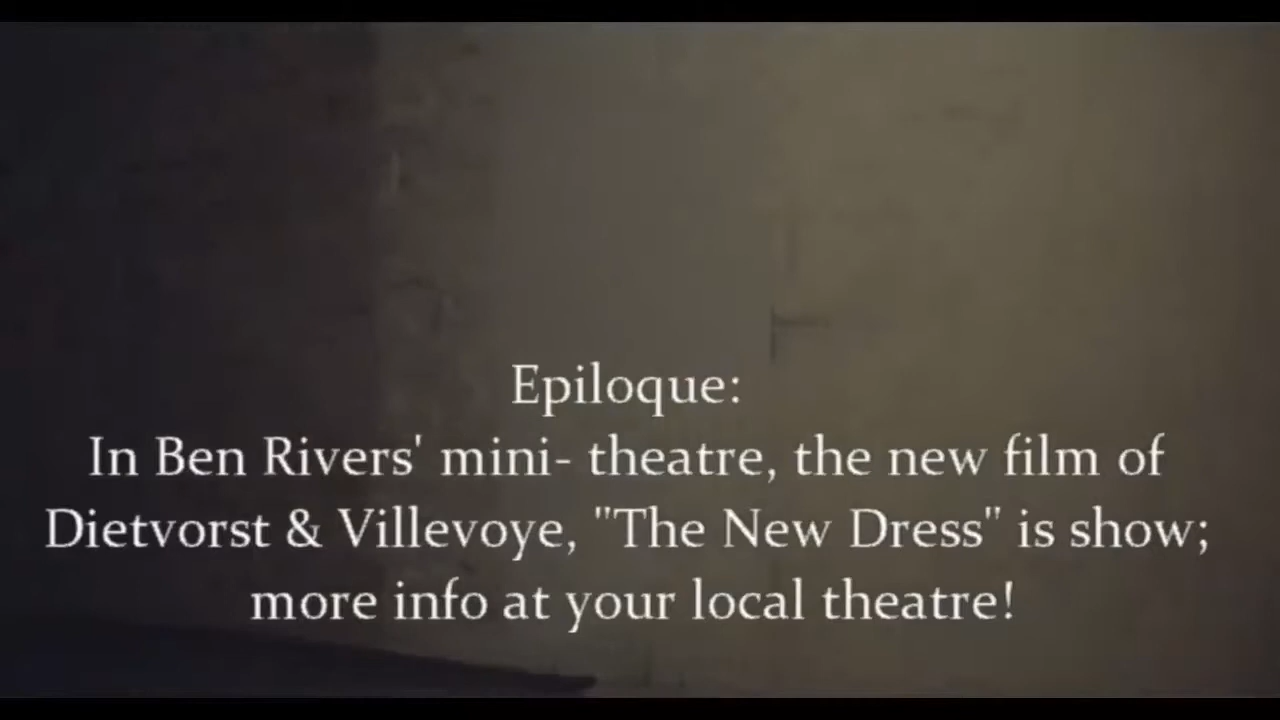 Epiloque:
In Ben Rivers' mini- theatre, the new film of
Dietvorst & Villevoye, "The New Dress" is show;
more info at your local theatre!